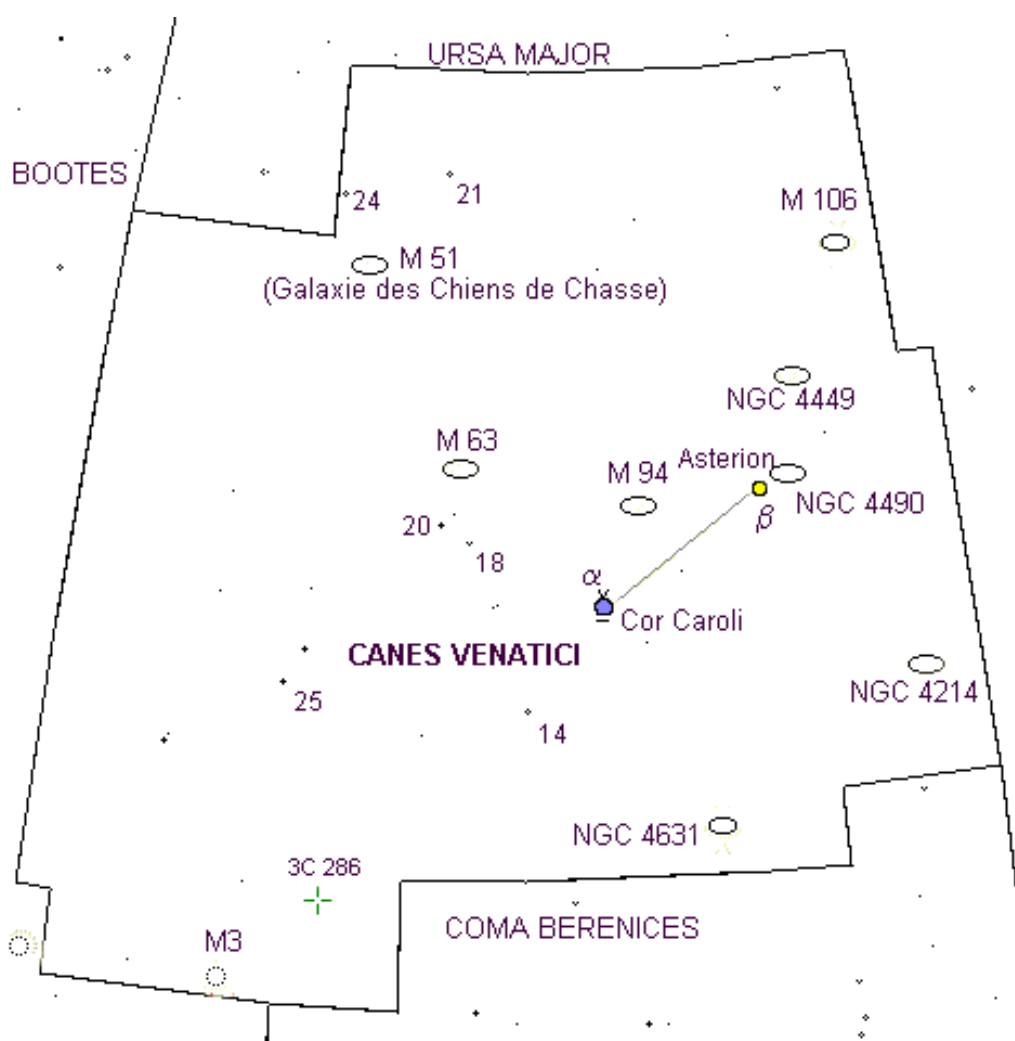 URSA MAJOR
BOOTES
24
21
M 106
M 51
(Galaxie des Chiens de Chasse)
NGC 4449
M 63
Asterion
M 94
NGC 4490
β
20
18
α
Cor Caroli
CANES VENATICI
25
NGC 4214
14
NGC 4631
3C 286
COMA BERENICES
M3